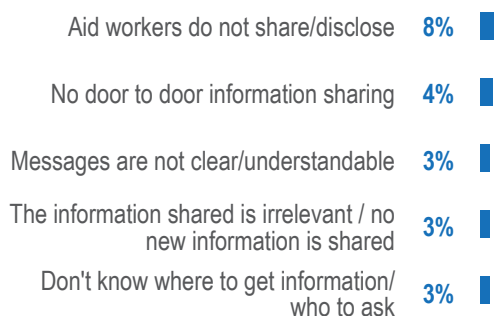 Aid workers do not share/disclose 8%
No door to door information sharing 4%
Messages are not clear/understandable 3%
The information shared is irrelevant / no
new information is shared 3%
Don't know where to get information/
who to ask 3%